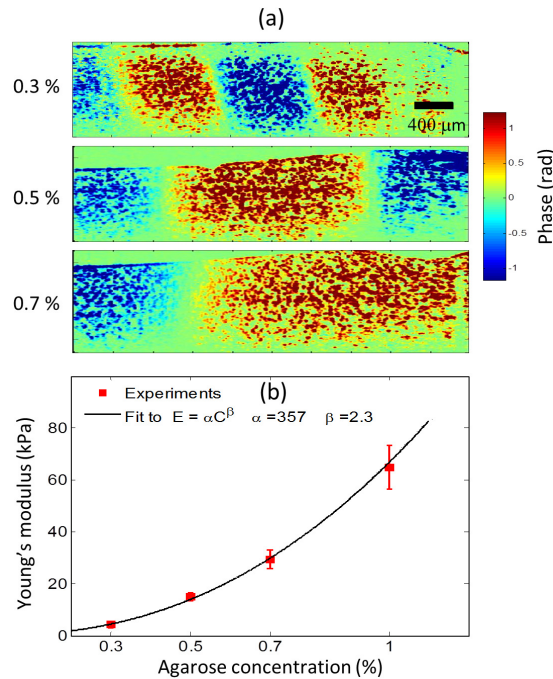 (a)
0.3 %
400 μm
0.5 %
0.7 %
1
0.5
0
-0.5
-1
Phase (rad)
(b)
Experiments
Fit to E = αC^β α =357 β =2.3
80
60
40
20
0
Young's modulus (kPa)
0.3 0.5 0.7 1
Agarose concentration (%)